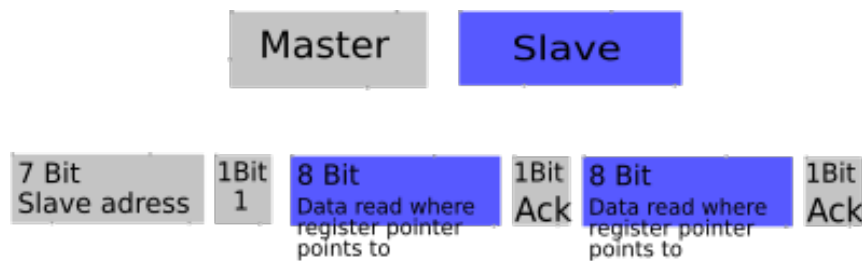 Master
Slave
7 Bit
Slave adress
1Bit
1
8 Bit
Data read where
register pointer
points to
1Bit
Ack
8 Bit
Data read where
register pointer
points to
1Bit
Ack